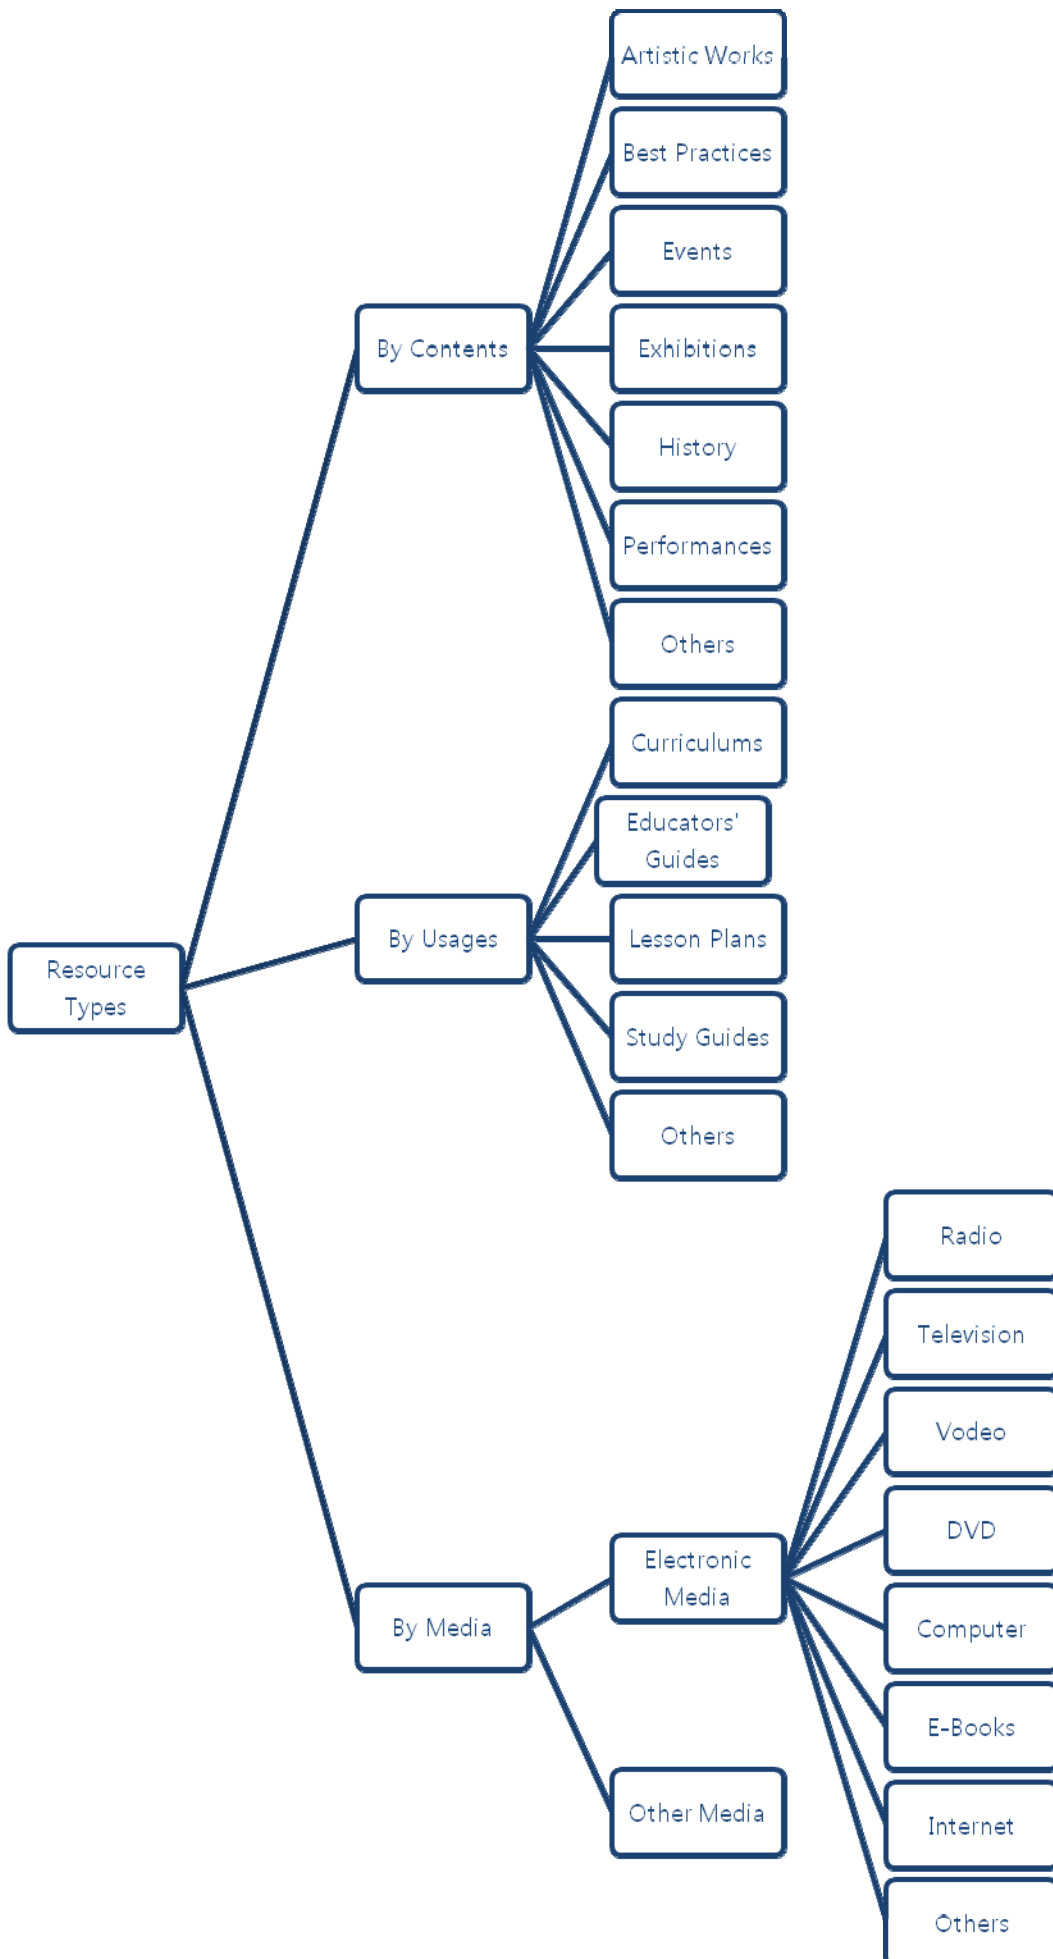 Artistic Works
Best Practices
Events
By Contents
Exhibitions
History
Performances
Others
Curriculums
Educators'
Guides
By Usages
Lesson Plans
Resource
Types
Study Guides
Others
Radio
Television
Vodeo
DVD
Electronic
Media
By Media
Computer
E-Books
Other Media
Internet
Others